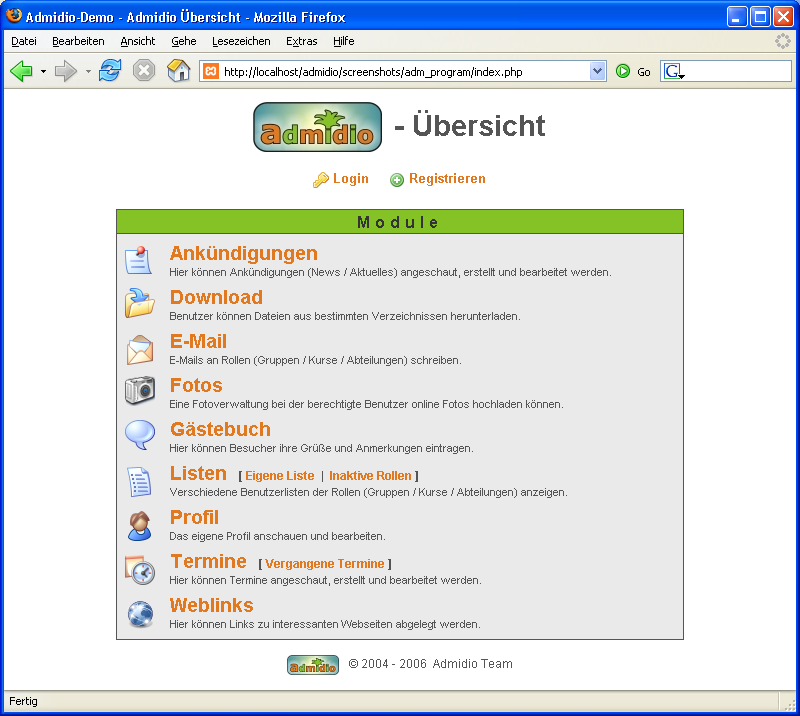 Admidio-Demo - Admidio Übersicht - Mozilla Firefox
Datei Bearbeiten Ansicht Gehe Lesezeichen Extras Hilfe
http://localhost/admidio/screenshots/adm_program/index.php Go G
admidio - Übersicht
Login Registrieren
Module
Ankündigungen
Hier können Ankündigungen (News / Aktuelles) angeschaut, erstellt und bearbeitet werden.
Download
Benutzer können Dateien aus bestimmten Verzeichnissen herunterladen.
E-Mail
E-Mails an Rollen (Gruppen / Kurse / Abteilungen) schreiben.
Fotos
Eine Fotoverwaltung bei der berechtigte Benutzer online Fotos hochladen können.
Gästebuch
Hier können Besucher ihre Grüße und Anmerkungen eintragen.
Listen [ Eigene Liste | Inaktive Rollen ]
Verschiedene Benutzerlisten der Rollen (Gruppen / Kurse / Abteilungen) anzeigen.
Profil
Das eigene Profil anschauen und bearbeiten.
Termine [ Vergangene Termine ]
Hier können Termine angeschaut, erstellt und bearbeitet werden.
Weblinks
Hier können Links zu interessanten Webseiten abgelegt werden.
admidio © 2004 - 2006 Admidio Team
Fertig